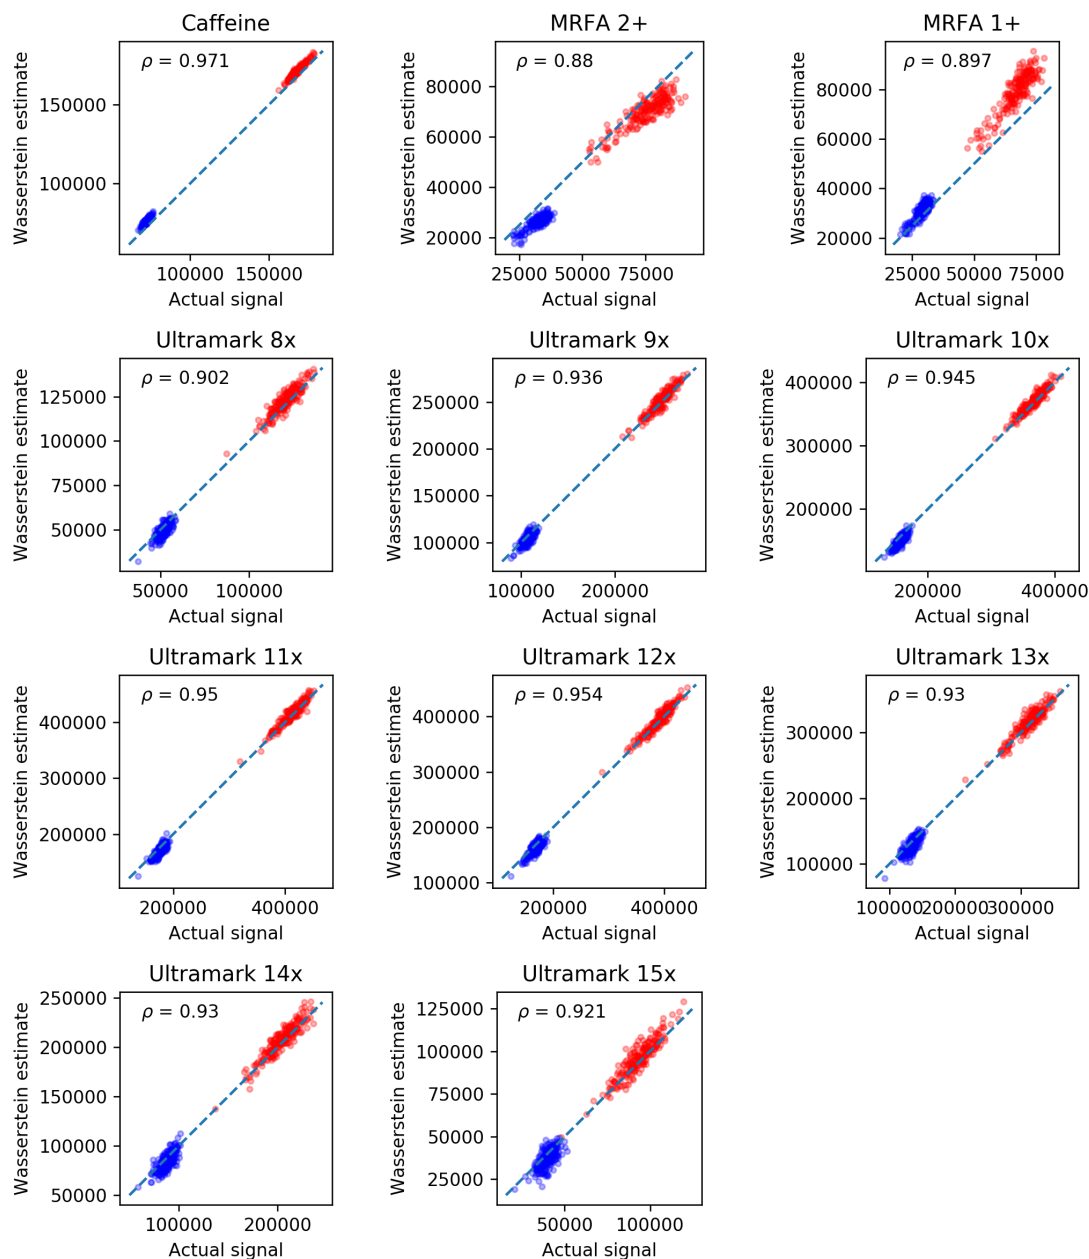 Caffeine
ρ = 0.971
Wasserstein estimate
150000
100000
100000 150000
Actual signal
MRFA 2+
ρ = 0.88
Wasserstein estimate
80000
60000
40000
20000
25000 50000 75000
Actual signal
MRFA 1+
ρ = 0.897
Wasserstein estimate
80000
60000
40000
20000
25000 50000 75000
Actual signal
Ultramark 8x
ρ = 0.902
Wasserstein estimate
125000
100000
75000
50000
50000 100000
Actual signal
Ultramark 9x
ρ = 0.936
Wasserstein estimate
250000
200000
150000
100000
100000 200000
Actual signal
Ultramark 10x
ρ = 0.945
Wasserstein estimate
400000
300000
200000
200000 400000
Actual signal
Ultramark 11x
ρ = 0.95
Wasserstein estimate
400000
300000
200000
200000 400000
Actual signal
Ultramark 12x
ρ = 0.954
Wasserstein estimate
400000
300000
200000
100000
200000 400000
Actual signal
Ultramark 13x
ρ = 0.93
Wasserstein estimate
300000
200000
100000
100000 200000 300000
Actual signal
Ultramark 14x
ρ = 0.93
Wasserstein estimate
250000
200000
150000
100000
50000
100000 200000
Actual signal
Ultramark 15x
ρ = 0.921
Wasserstein estimate
125000
100000
75000
50000
25000
50000 100000
Actual signal